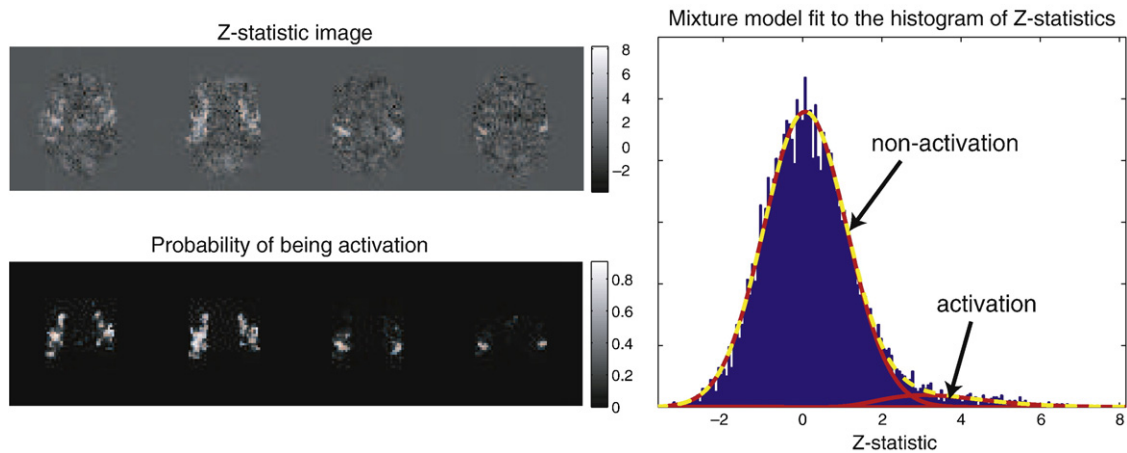 Z-statistic image
8
6
4
2
0
−2
Probability of being activation
0.8
0.6
0.4
0.2
0
Mixture model fit to the histogram of Z-statistics
non-activation
activation
−2 0 2 4 6 8
Z-statistic